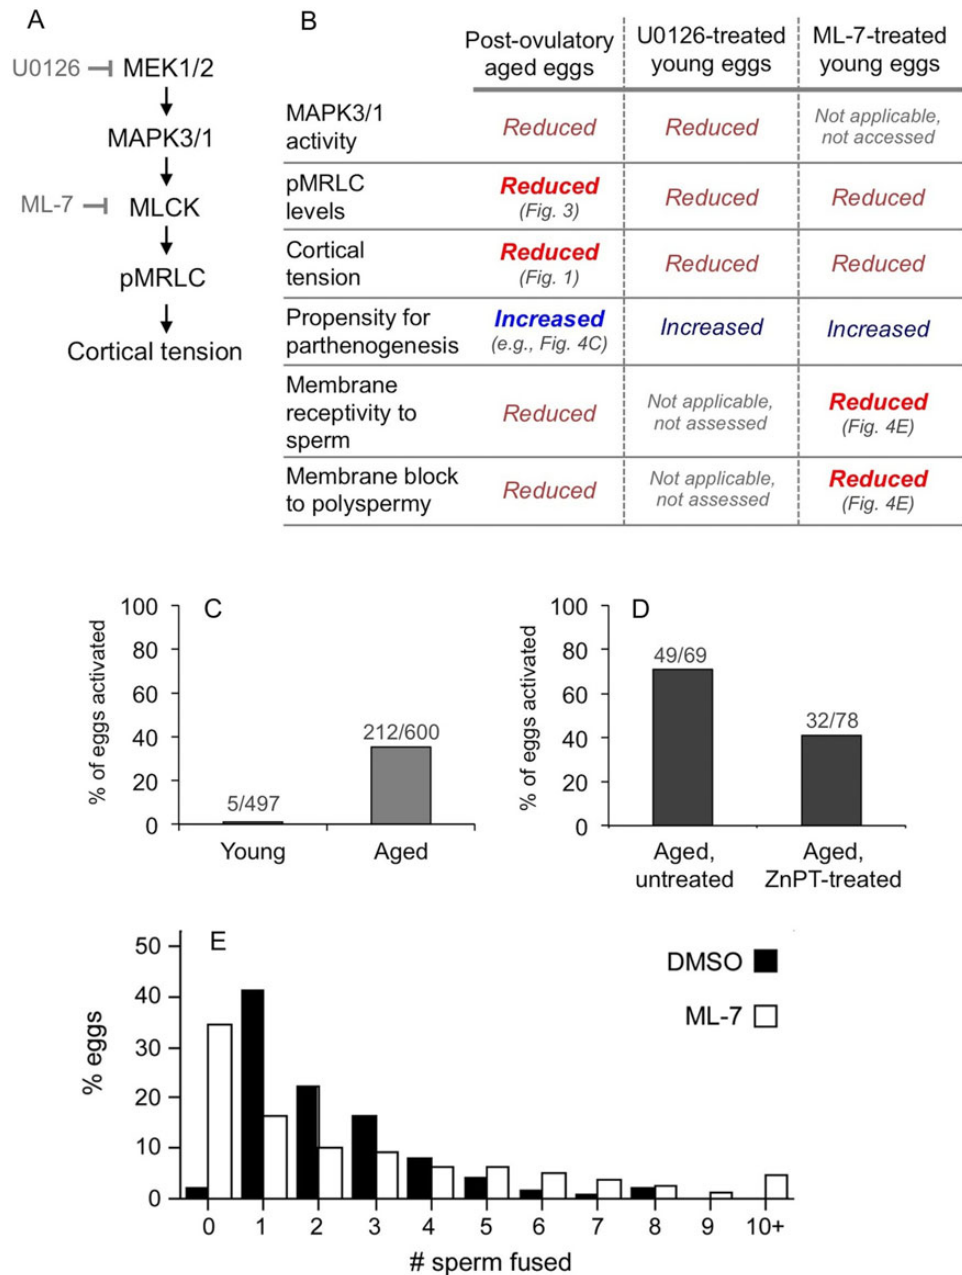 A
U0126
MEK1/2
MAPK3/1
ML-7
MLCK
pMRLC
Cortical tension
B
Post-ovulatory
aged eggs
U0126-treated
young eggs
ML-7-treated
young eggs
MAPK3/1
activity
Reduced
Reduced
Not applicable,
not accessed
pMRLC
levels
Reduced
(Fig. 3)
Reduced
Reduced
Cortical
tension
Reduced
(Fig. 1)
Reduced
Reduced
Propensity for
parthenogenesis
Increased
(e.g., Fig. 4C)
Increased
Increased
Membrane
receptivity to
sperm
Reduced
Not applicable,
not assessed
Reduced
(Fig. 4E)
Membrane block
to polyspermy
Reduced
Not applicable,
not assessed
Reduced
(Fig. 4E)
C
% of eggs activated
100
80
60
40
20
0
5/497
212/600
Young
Aged
D
% of eggs activated
100
80
60
40
20
0
49/69
32/78
Aged,
untreated
Aged,
ZnPT-treated
E
DMSO
ML-7
% eggs
50
40
30
20
10
0
0 1 2 3 4 5 6 7 8 9 10+
# sperm fused